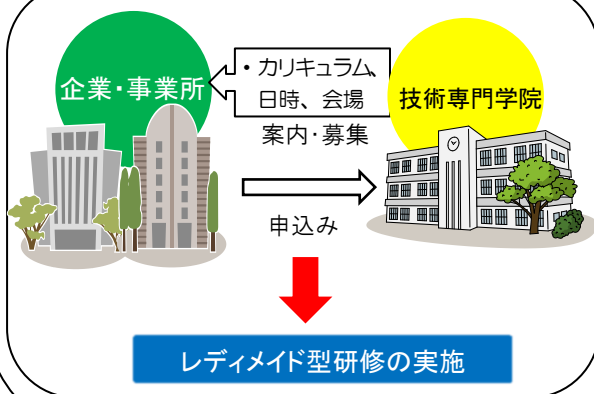 企業・事業所
・カリキュラム、
日時、会場
技術専門学院
案内・募集
申込み
レディメイド型研修の実施